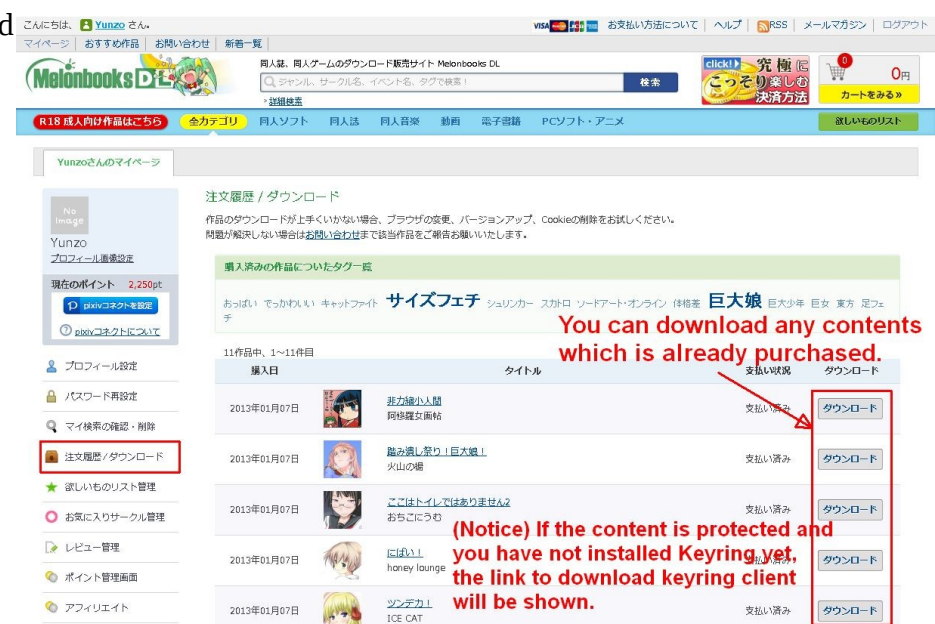 d
こんにちは、Yunzo さん。
VISA お支払い方法について ヘルプ RSS メールマガジン ログアウト
マイページ おすすめ作品 お問い合わせ 新着一覧
Melonbooks DL
同人誌、同人ゲームのダウンロード販売サイト Melonbooks DL
ジャンル、サークル名、イベント名、タグで検索！ 検索
> 詳細検索
click! 究極に
こっそり楽しむ
決済方法
0 0円
カートをみる»
R18 成人向け作品はこちら 全カテゴリ 同人ソフト 同人誌 同人音楽 動画 電子書籍 PCソフト・アニメ 欲しいものリスト
Yunzoさんのマイページ
No
Image
Yunzo
プロフィール画像設定
現在のポイント 2,250pt
pixivコネクトを設定
pixivコネクトについて
プロフィール設定
パスワード再設定
マイ検索の確認・削除
注文履歴/ダウンロード
欲しいものリスト管理
お気に入りサークル管理
レビュー管理
ポイント管理画面
アフィリエイト
注文履歴 / ダウンロード
作品のダウンロードが上手くいかない場合、ブラウザの変更、バージョンアップ、Cookieの削除をお試しください。
問題が解決しない場合はお問い合わせまで該当作品をご報告お願いいたします。
購入済みの作品についたタグ一覧
おっぱい でっかわいい キャットファイト サイズフェチ シュリンカー スカトロ ソードアート・オンライン 体格差 巨大娘 巨大少年 巨女 東方 足フェ
チ
You can download any contents
which is already purchased.
11作品中、1～11件目
購入日 タイトル 支払い状況 ダウンロード
2013年01月07日 非力縮小人間 支払い済み ダウンロード
阿修羅女画帖
2013年01月07日 踏み潰し祭り！巨大娘！ 支払い済み ダウンロード
火山の楊
2013年01月07日 ここはトイレではありません2 支払い済み ダウンロード
おちこにうむ
(Notice) If the content is protected and
you have not installed Keyring yet,
the link to download keyring client
will be shown.
2013年01月07日 にばい！ 支払い済み ダウンロード
honey lounge
2013年01月07日 ツンデカ！ 支払い済み ダウンロード
ICE CAT